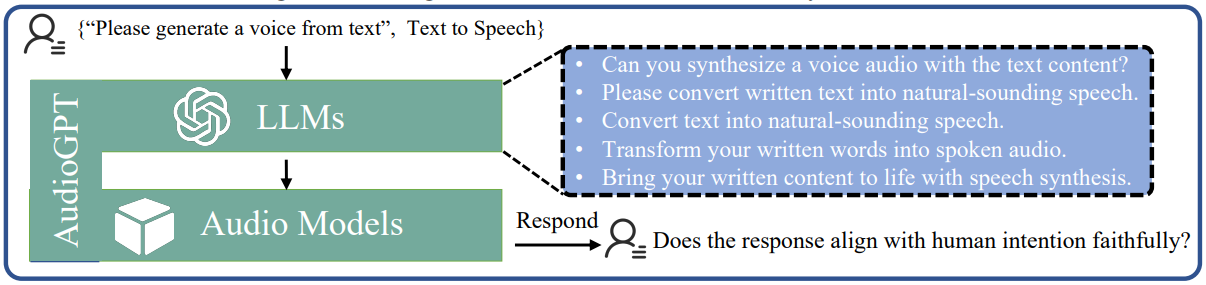 {“Please generate a voice from text”, Text to Speech}
AudioGPT
LLMs
• Can you synthesize a voice audio with the text content?
• Please convert written text into natural-sounding speech.
• Convert text into natural-sounding speech.
• Transform your written words into spoken audio.
• Bring your written content to life with speech synthesis.
Audio Models
Respond
Does the response align with human intention faithfully?